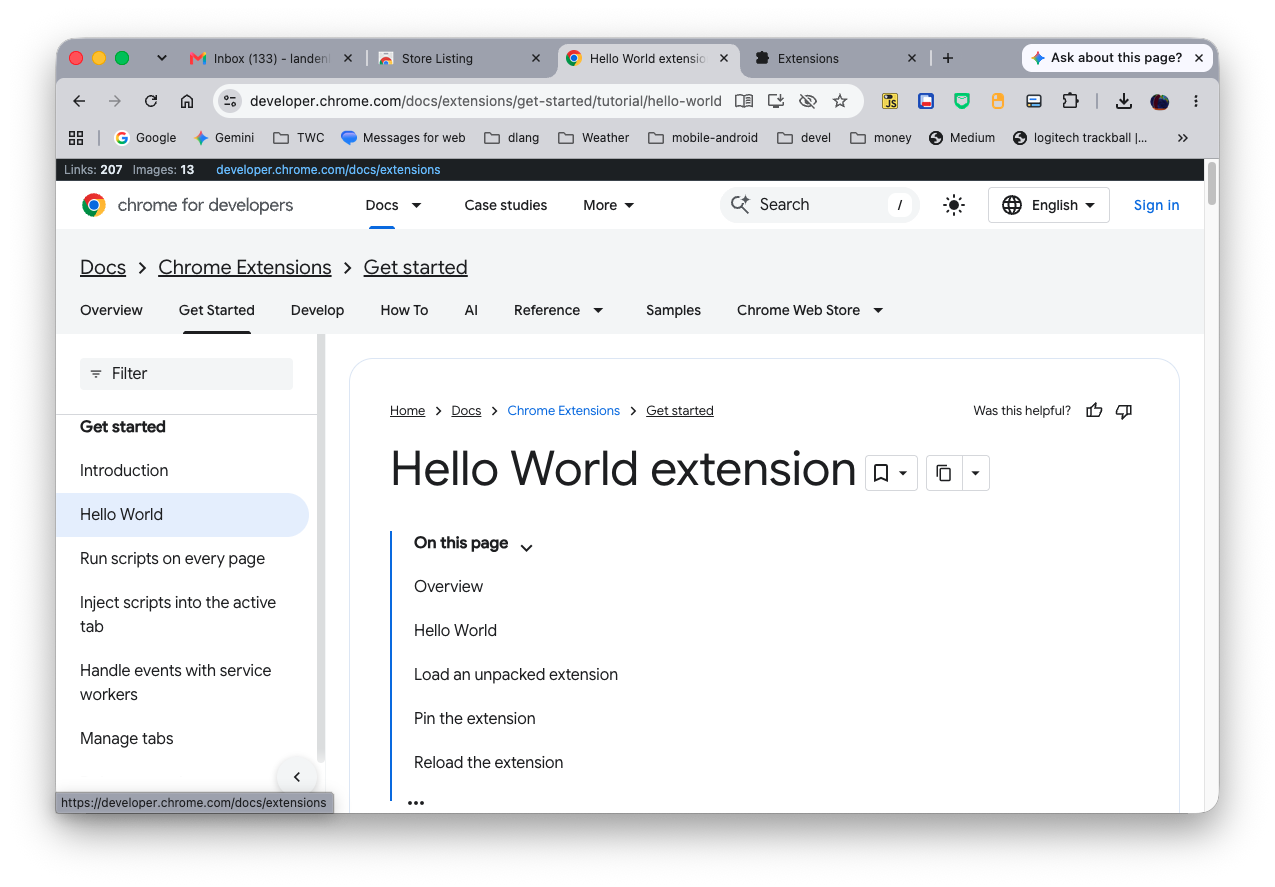 Inbox (133) - landen
Store Listing
Hello World extensio
Extensions
Ask about this page?
developer.chrome.com/docs/extensions/get-started/tutorial/hello-world
JS
Google
Gemini
TWC
Messages for web
dlang
Weather
mobile-android
devel
money
Medium
logitech trackball |...
Links: 207 Images: 13 developer.chrome.com/docs/extensions
chrome for developers
Docs
Case studies
More
Search
/
English
Sign in
Docs > Chrome Extensions > Get started
Overview
Get Started
Develop
How To
AI
Reference
Samples
Chrome Web Store
Filter
Get started
Introduction
Hello World
Run scripts on every page
Inject scripts into the active
tab
Handle events with service
workers
Manage tabs
Home > Docs > Chrome Extensions > Get started
Was this helpful?
Hello World extension
On this page
Overview
Hello World
Load an unpacked extension
Pin the extension
Reload the extension
•••
https://developer.chrome.com/docs/extensions